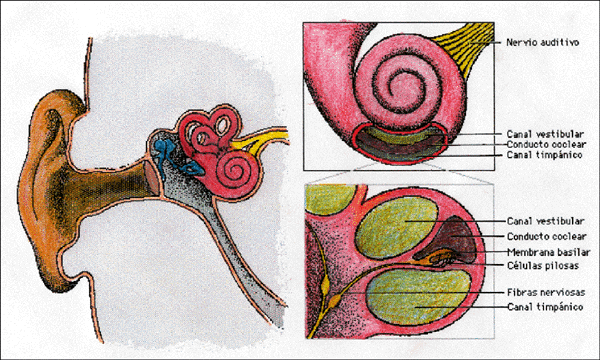 Nervio auditivo
Canal vestibular
Conducto coclear
Canal timpánico
Canal vestibular
Conducto coclear
Membrana basilar
Células pilosas
Fibras nerviosas
Canal timpánico